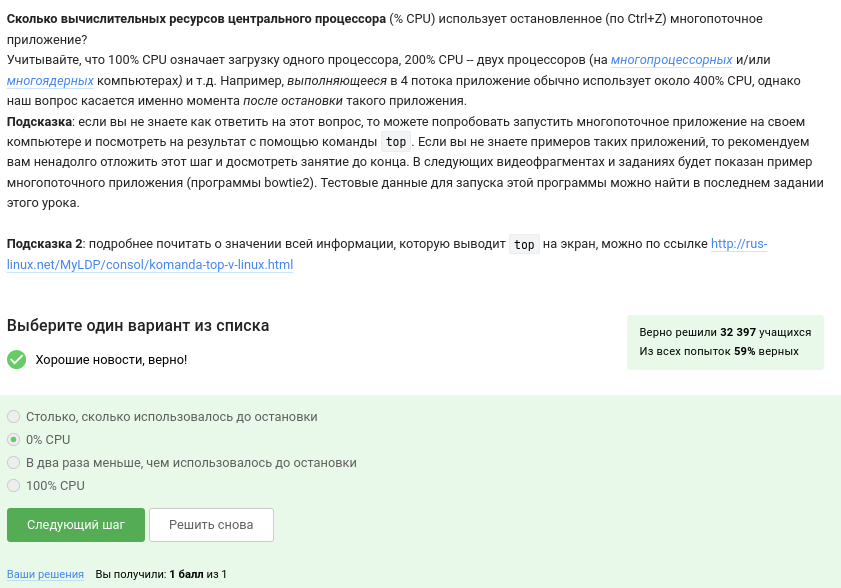 Сколько вычислительных ресурсов центрального процессора (% CPU) использует остановленное (по Ctrl+Z) многопоточное
приложение?
Учитывайте, что 100% CPU означает загрузку одного процессора, 200% CPU -- двух процессоров (на многопроцессорных и/или
многоядерных компьютерах) и т.д. Например, выполняющееся в 4 потока приложение обычно использует около 400% CPU, однако
наш вопрос касается именно момента после остановки такого приложения.
Подсказка: если вы не знаете как ответить на этот вопрос, то можете попробовать запустить многопоточное приложение на своем
компьютере и посмотреть на результат с помощью команды top. Если вы не знаете примеров таких приложений, то рекомендуем
вам ненадолго отложить этот шаг и досмотреть занятие до конца. В следующих видеофрагментах и заданиях будет показан пример
многопоточного приложения (программы bowtie2). Тестовые данные для запуска этой программы можно найти в последнем задании
этого урока.
Подсказка 2: подробнее почитать о значении всей информации, которую выводит top на экран, можно по ссылке http://rus-
linux.net/MyLDP/consol/komanda-top-v-linux.html
Выберите один вариант из списка
Хорошие новости, верно!
Верно решили 32 397 учащихся
Из всех попыток 59% верных
Столько, сколько использовалось до остановки
0% CPU
В два раза меньше, чем использовалось до остановки
100% CPU
Следующий шаг
Решить снова
Ваши решения Вы получили: 1 балл из 1